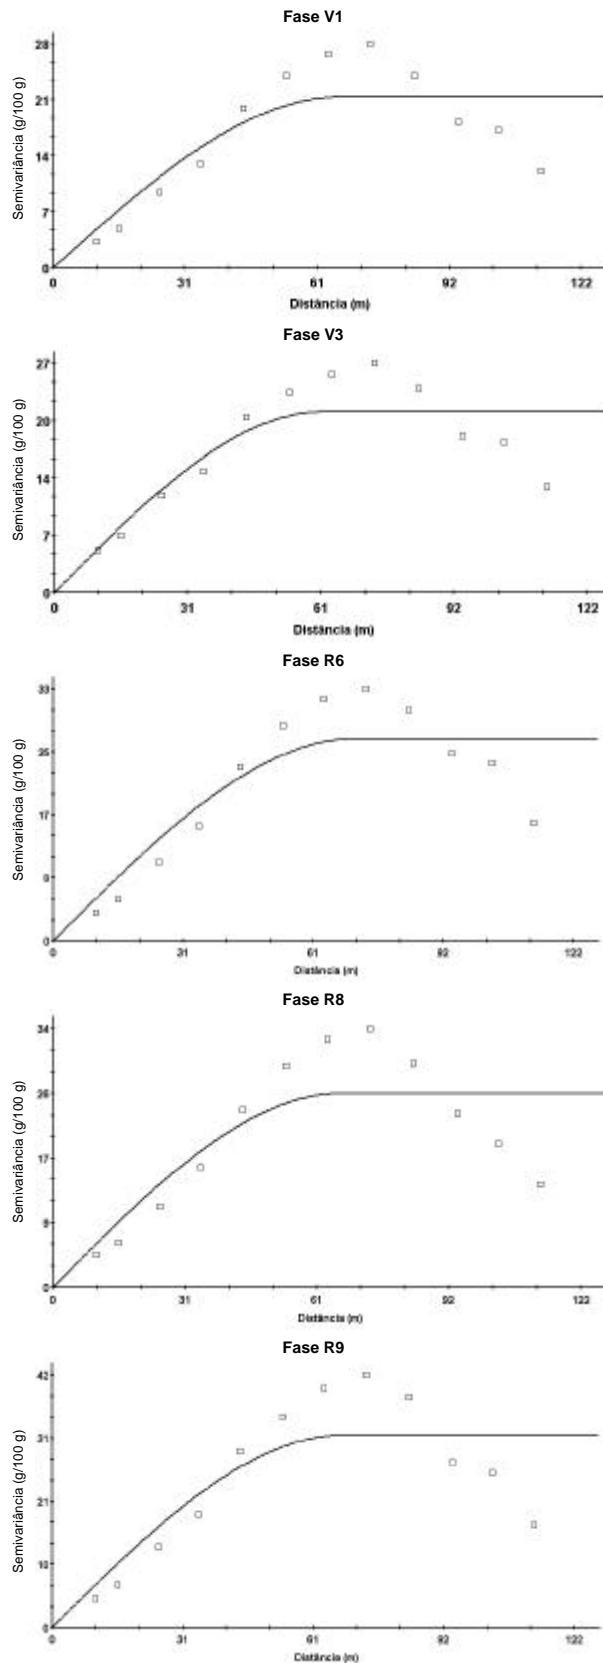 Fase V1
Semivariância (g/100 g)
28
21
14
7
0
0 31 61 92 122
Distância (m)
Fase V3
Semivariância (g/100 g)
27
20
14
7
0
0 31 61 92 122
Distância (m)
Fase R6
Semivariância (g/100 g)
33
25
17
9
0
0 31 61 92 122
Distância (m)
Fase R8
Semivariância (g/100 g)
34
26
17
9
0
0 31 61 92 122
Distância (m)
Fase R9
Semivariância (g/100 g)
42
31
21
10
0
0 31 61 92 122
Distância (m)